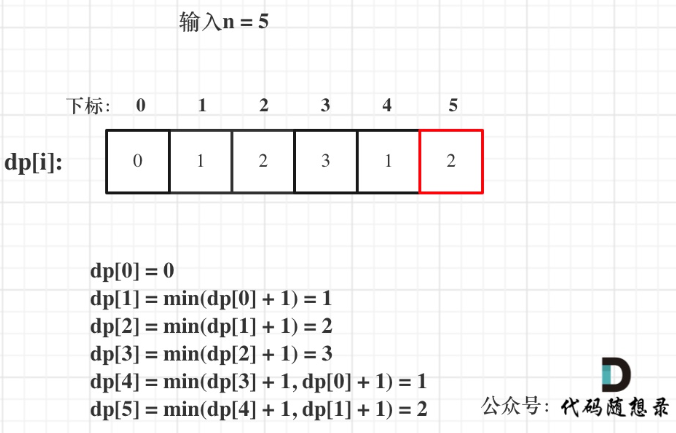 输入n = 5
下标: 0 1 2 3 4 5
dp[i]: 0 1 2 3 1 2
dp[0] = 0
dp[1] = min(dp[0] + 1) = 1
dp[2] = min(dp[1] + 1) = 2
dp[3] = min(dp[2] + 1) = 3
dp[4] = min(dp[3] + 1, dp[0] + 1) = 1
dp[5] = min(dp[4] + 1, dp[1] + 1) = 2
公众号: 代码随想录